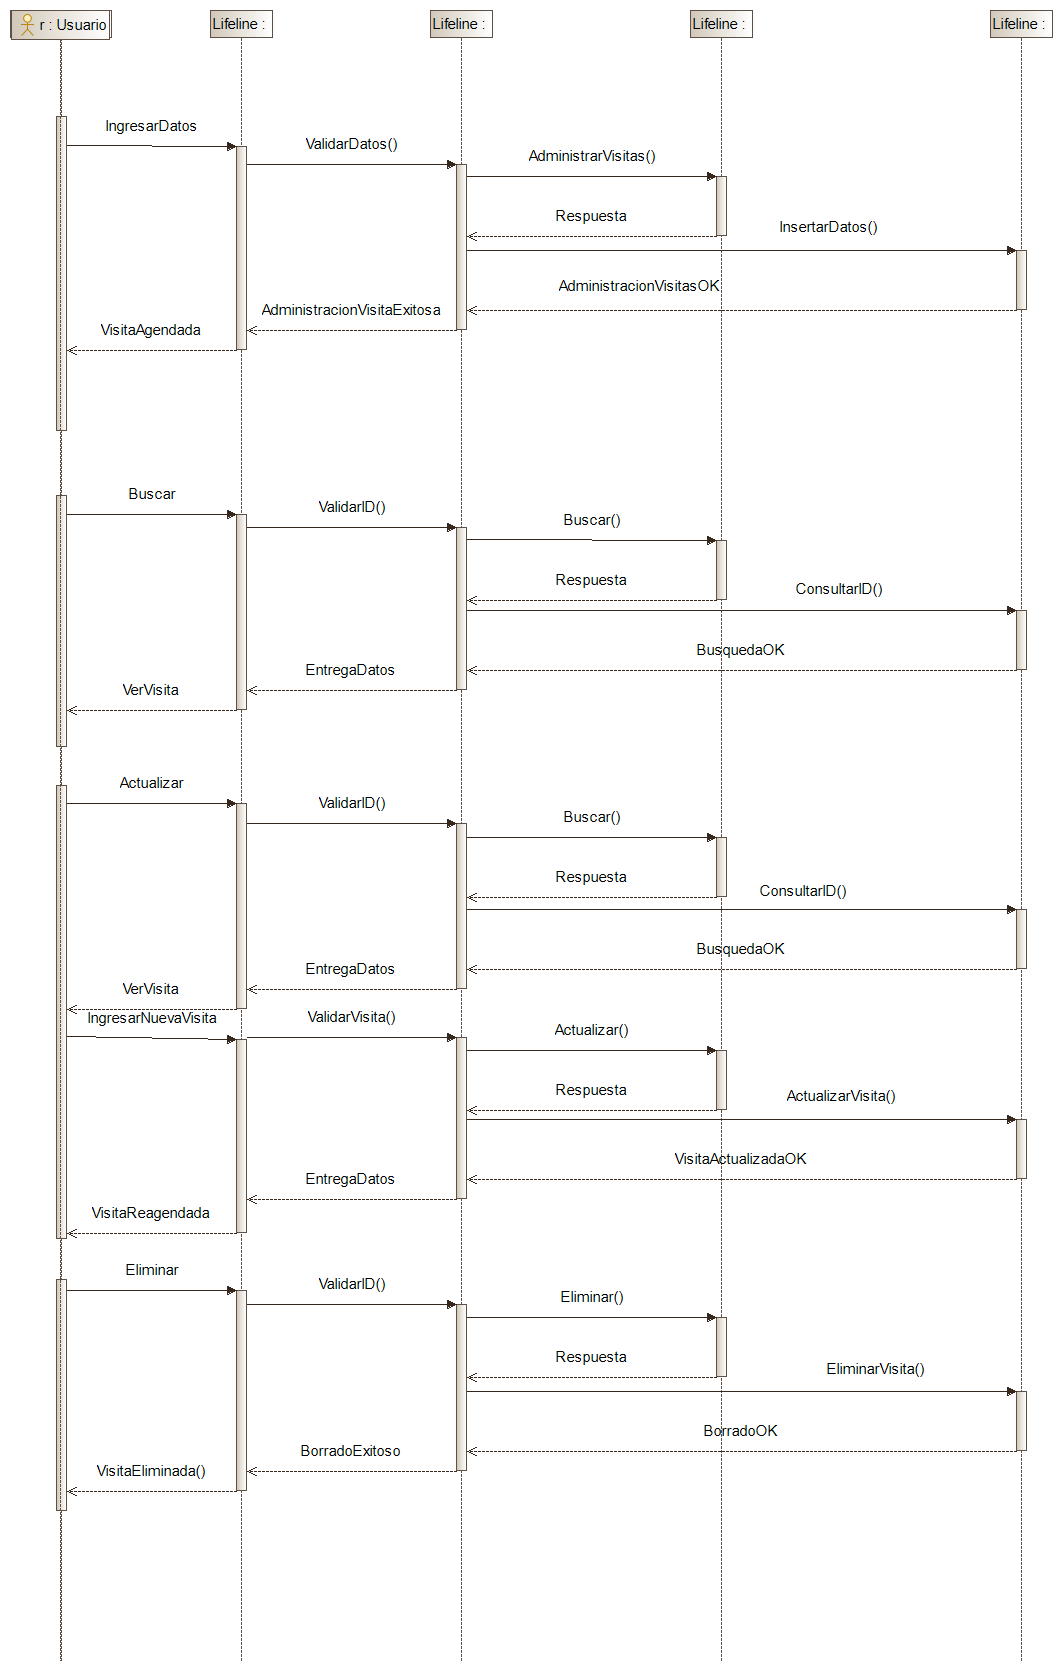 r : Usuario
Lifeline :
Lifeline :
Lifeline :
Lifeline :
IngresarDatos
ValidarDatos()
AdministrarVisitas()
Respuesta
InsertarDatos()
AdministracionVisitasOK
AdministracionVisitaExitosa
VisitaAgendada
Buscar
ValidarID()
Buscar()
Respuesta
ConsultarID()
BusquedaOK
EntregaDatos
VerVisita
Actualizar
ValidarID()
Buscar()
Respuesta
ConsultarID()
BusquedaOK
EntregaDatos
VerVisita
IngresarNuevaVisita
ValidarVisita()
Actualizar()
Respuesta
ActualizarVisita()
VisitaActualizadaOK
EntregaDatos
VisitaReagendada
Eliminar
ValidarID()
Eliminar()
Respuesta
EliminarVisita()
BorradoOK
BorradoExitoso
VisitaEliminada()